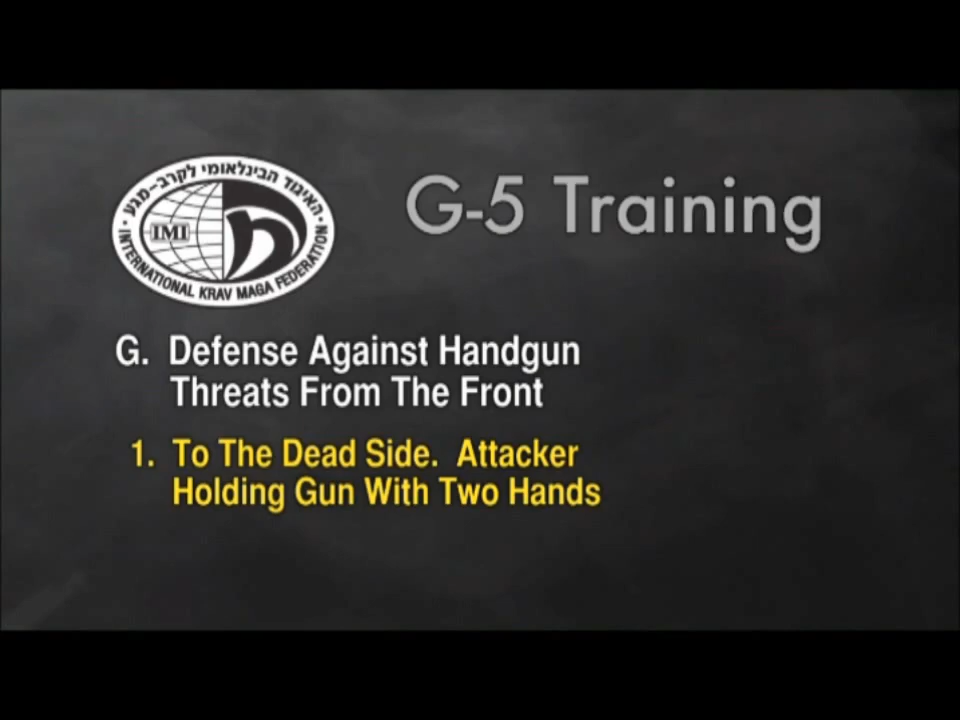 האיגוד הבינלאומי לקרב-מגע
IMI
INTERNATIONAL KRAV MAGA FEDERATION
G-5 Training
G. Defense Against Handgun
Threats From The Front
1. To The Dead Side. Attacker
Holding Gun With Two Hands